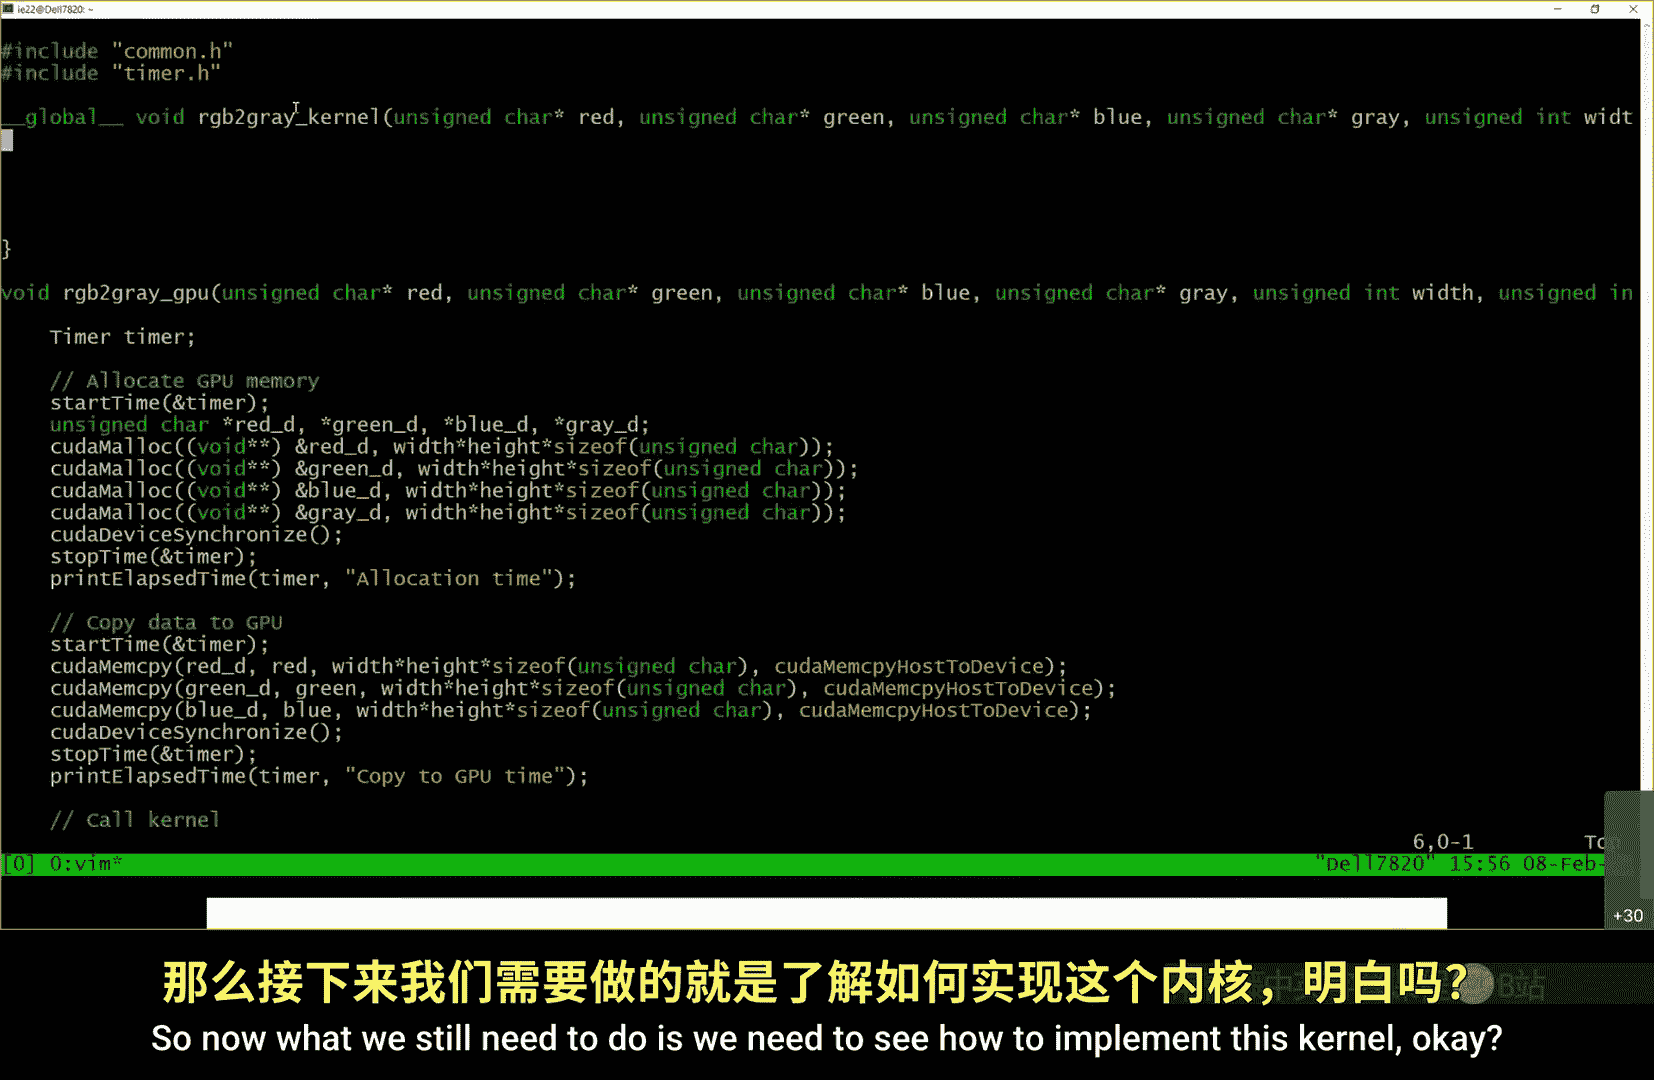 ie22@Dell7820: ~
#include "common.h"
#include "timer.h"
__global__ void rgb2gray_kernel(unsigned char* red, unsigned char* green, unsigned char* blue, unsigned char* gray, unsigned int widt
}
void rgb2gray_gpu(unsigned char* red, unsigned char* green, unsigned char* blue, unsigned char* gray, unsigned int width, unsigned in
Timer timer;
// Allocate GPU memory
startTime(&timer);
unsigned char *red_d, *green_d, *blue_d, *gray_d;
cudaMalloc((void**) &red_d, width*height*sizeof(unsigned char));
cudaMalloc((void**) &green_d, width*height*sizeof(unsigned char));
cudaMalloc((void**) &blue_d, width*height*sizeof(unsigned char));
cudaMalloc((void**) &gray_d, width*height*sizeof(unsigned char));
cudaDeviceSynchronize();
stopTime(&timer);
printElapsedTime(timer, "Allocation time");
// Copy data to GPU
startTime(&timer);
cudaMemcpy(red_d, red, width*height*sizeof(unsigned char), cudaMemcpyHostToDevice);
cudaMemcpy(green_d, green, width*height*sizeof(unsigned char), cudaMemcpyHostToDevice);
cudaMemcpy(blue_d, blue, width*height*sizeof(unsigned char), cudaMemcpyHostToDevice);
cudaDeviceSynchronize();
stopTime(&timer);
printElapsedTime(timer, "Copy to GPU time");
// Call kernel
6,0-1 Top
[0] 0:vim* "Dell7820" 15:56 08-Feb-
+30
那么接下来我们需要做的就是了解如何实现这个内核，明白吗？
B站
So now what we still need to do is we need to see how to implement this kernel, okay?